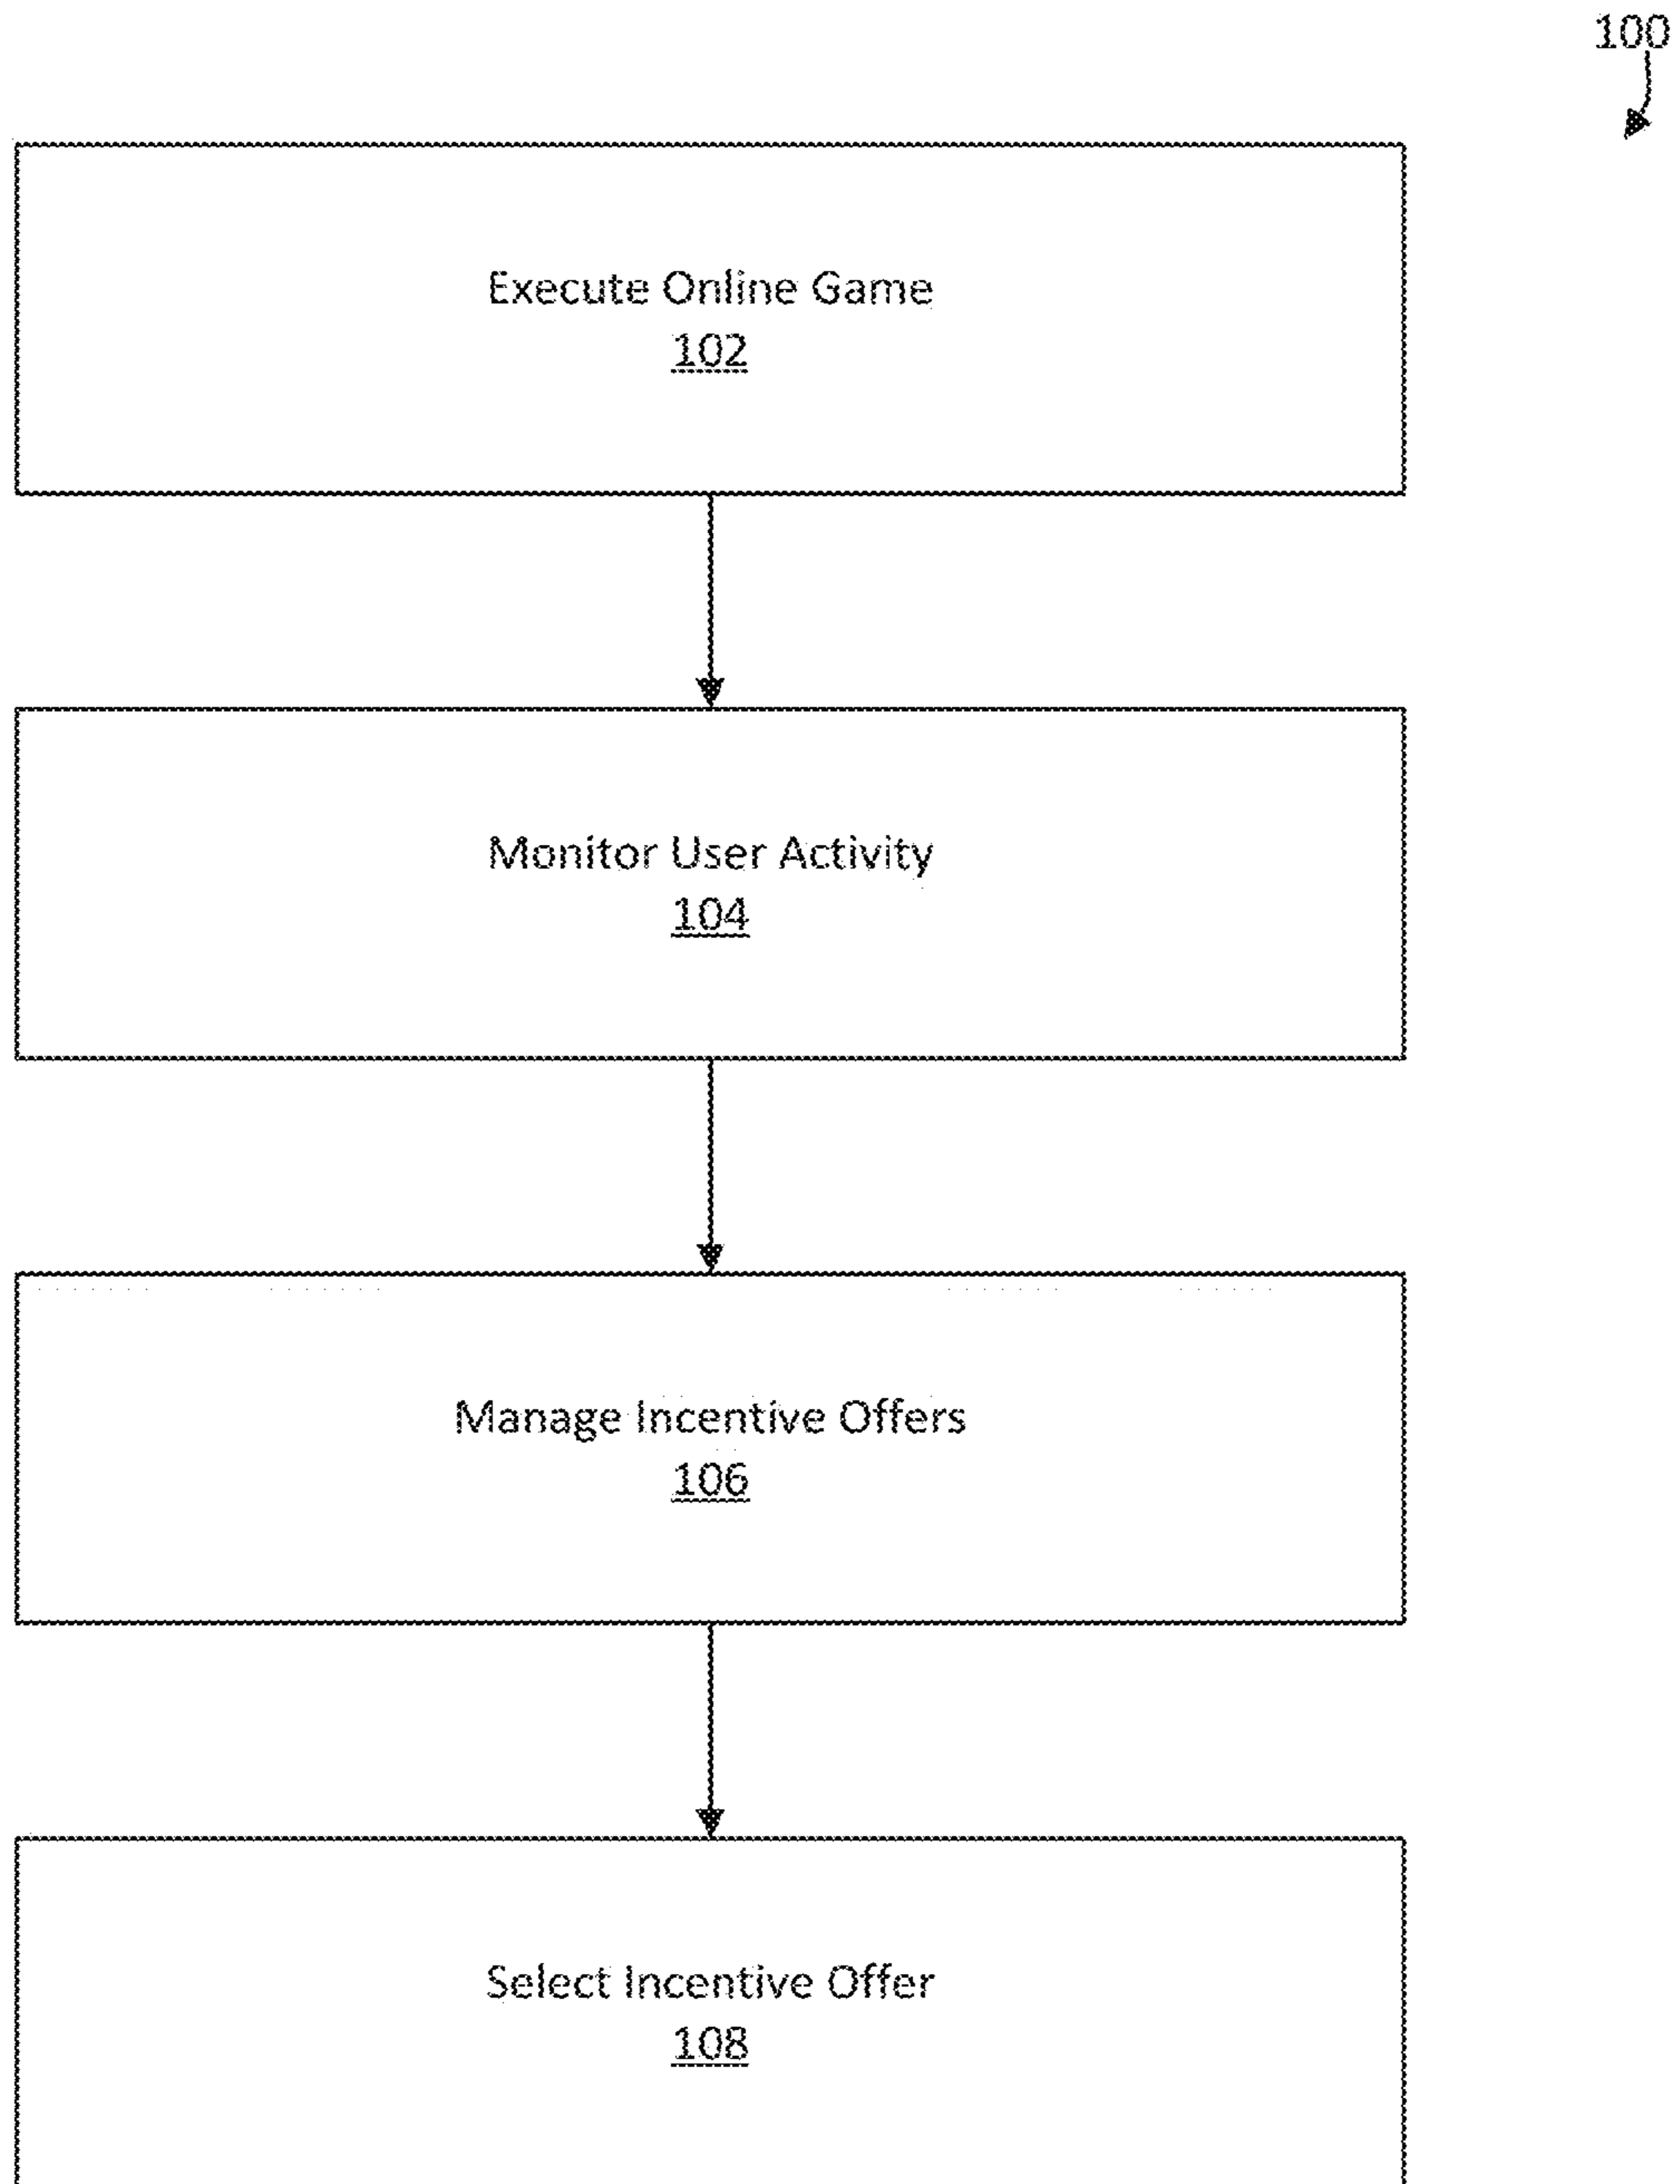 100
Execute Online Game
102
Monitor User Activity
104
Manage Incentive Offers
106
Select Incentive Offer
108